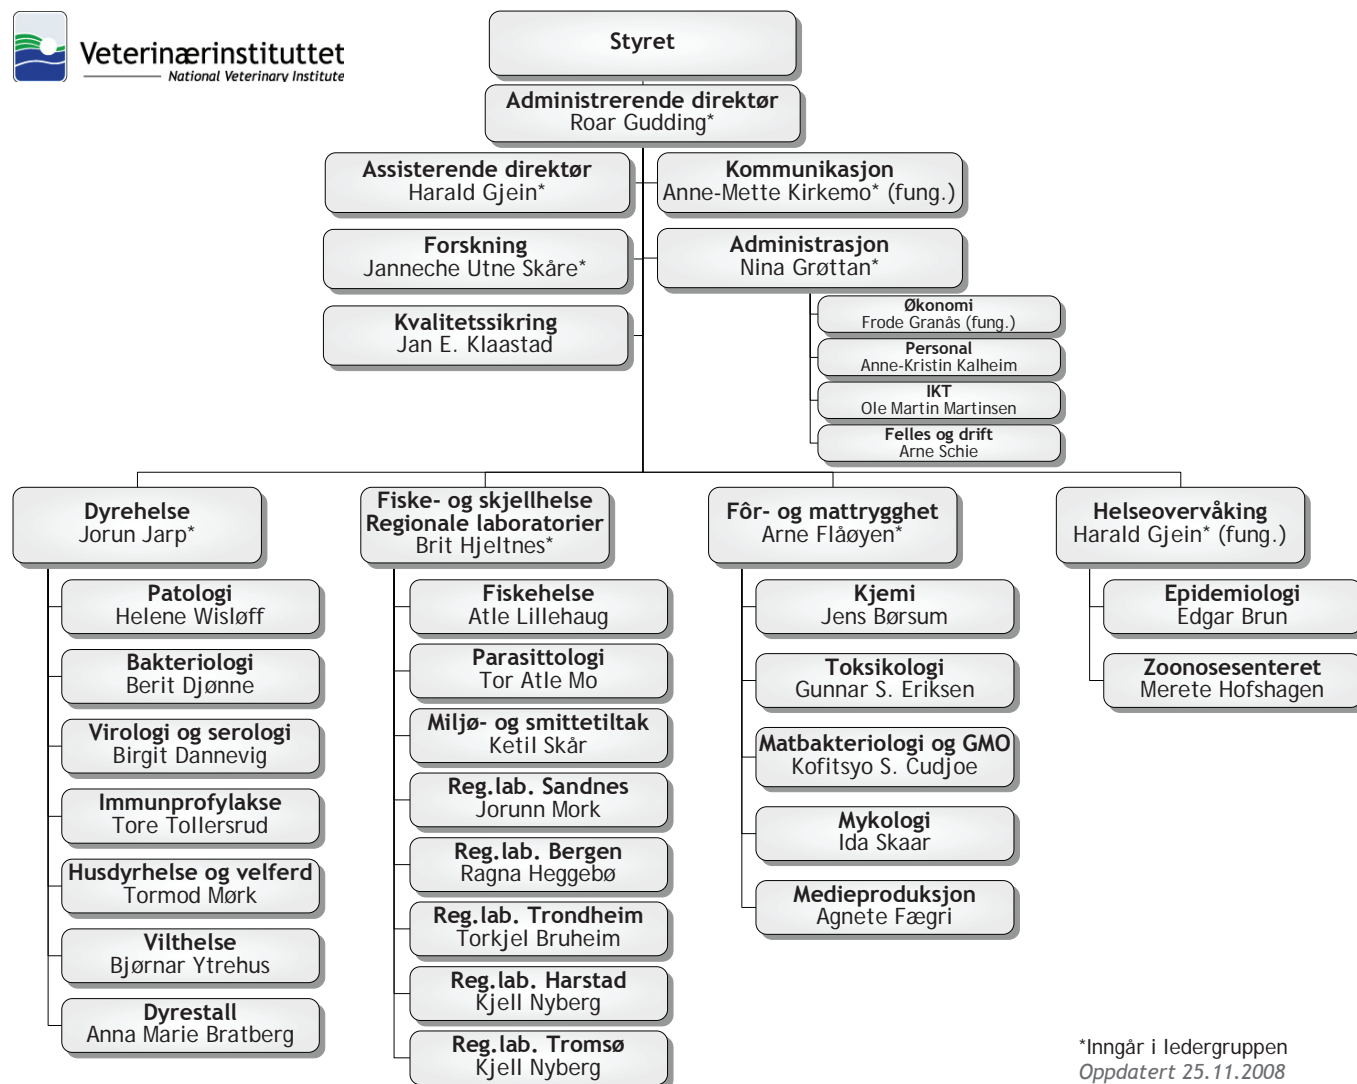 Veterinærinstituttet
National Veterinary Institute
Styret
Administrerende direktør
Roar Gudding*
Assisterende direktør
Harald Gjein*
Kommunikasjon
Anne-Mette Kirkemo* (fung.)
Forskning
Janneche Utne Skåre*
Administrasjon
Nina Grøttan*
Kvalitetssikring
Jan E. Klaastad
Økonomi
Frode Granås (fung.)
Personal
Anne-Kristin Kalheim
IKT
Ole Martin Martinsen
Felles og drift
Arne Schie
Dyrehelse
Jorun Jarp*
Patologi
Helene Wisløff
Bakteriologi
Berit Djønne
Virologi og serologi
Birgit Dannevig
Immunprofylakse
Tore Tollersrud
Husdyrhelse og velferd
Tormod Mørk
Vilthelse
Bjørnar Ytrehus
Dyrestall
Anna Marie Bratberg
Fiske- og skjellhelse
Regionale laboratorier
Brit Hjeltnes*
Fiskehelse
Atle Lillehaug
Parasittologi
Tor Atle Mo
Miljø- og smittetiltak
Ketil Skår
Reg.lab. Sandnes
Jorunn Mork
Reg.lab. Bergen
Ragna Heggebø
Reg.lab. Trondheim
Torkjel Bruheim
Reg.lab. Harstad
Kjell Nyberg
Reg.lab. Tromsø
Kjell Nyberg
Fôr- og mattrygghet
Arne Flåøyen*
Kjemi
Jens Børsum
Toksikologi
Gunnar S. Eriksen
Matbakteriologi og GMO
Kofitsyo S. Cudjoe
Mykologi
Ida Skaar
Medieproduksjon
Agnete Fægri
Helseovervåking
Harald Gjein* (fung.)
Epidemiologi
Edgar Brun
Zoonosesenteret
Merete Hofshagen
*Inngår i ledergruppen
Oppdatert 25.11.2008